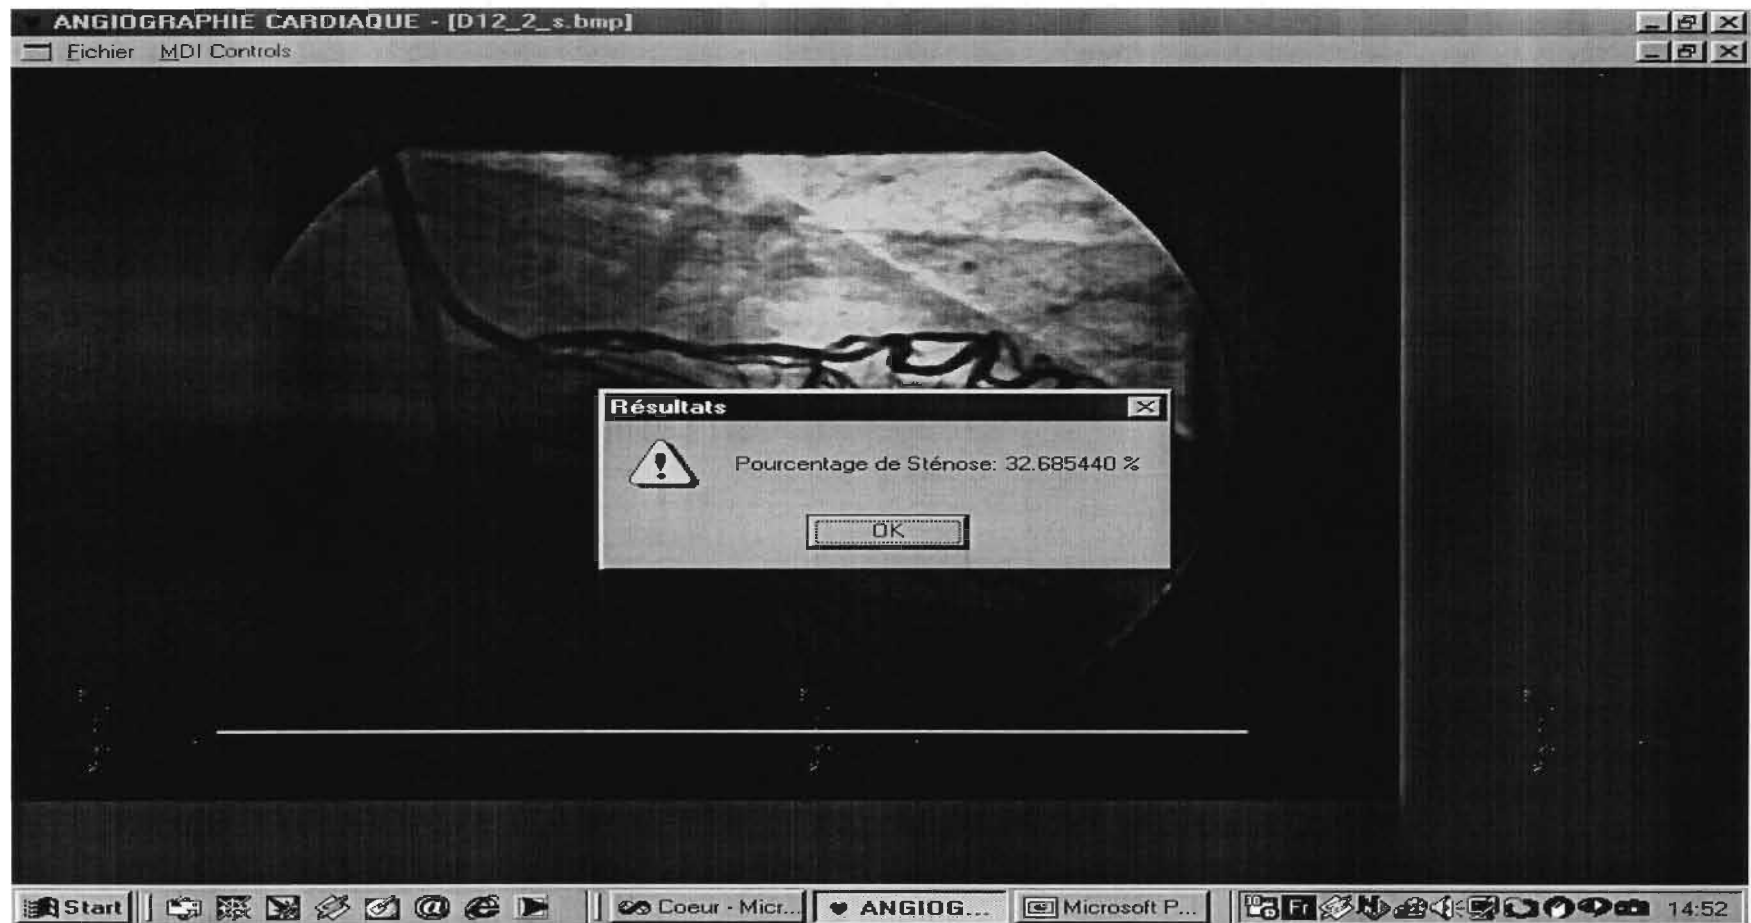 ANGIOGRAPHIE CARDIAQUE - [D12_2_s.bmp]
Fichier MDI Controls
Résultats
Pourcentage de Sténose: 32.685440 %
OK
Start
Coeur - Micr...
ANGIOG...
Microsoft P...
14:52